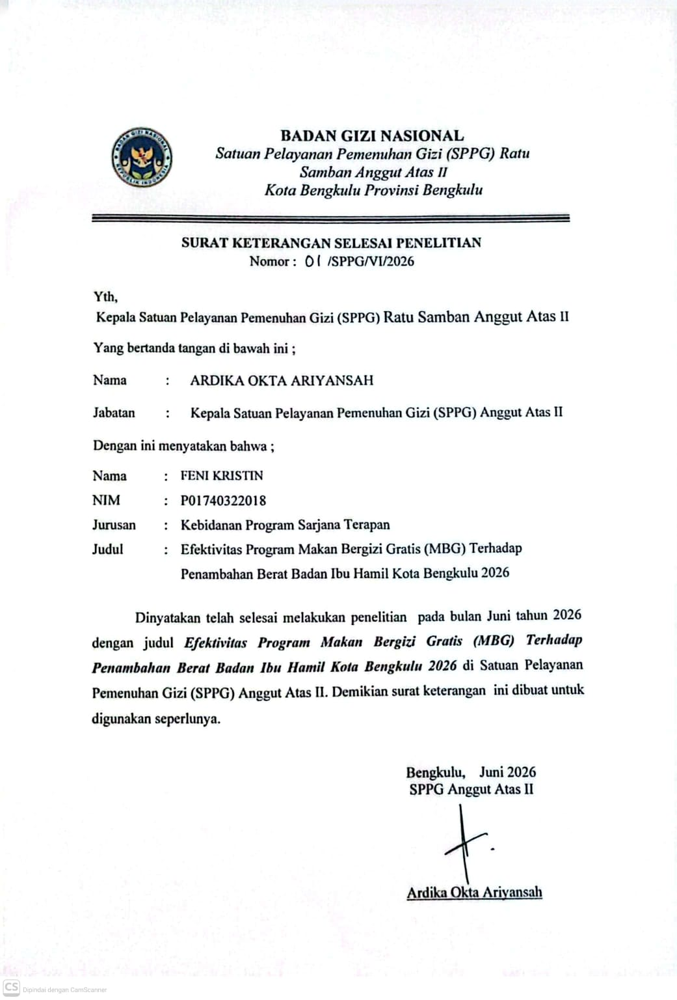 BADAN GIZI NASIONAL
REPUBLIK INDONESIA
BADAN GIZI NASIONAL
Satuan Pelayanan Pemenuhan Gizi (SPPG) Ratu
Samban Anggut Atas II
Kota Bengkulu Provinsi Bengkulu
SURAT KETERANGAN SELESAI PENELITIAN
Nomor : 01 /SPPG/VI/2026
Yth,
Kepala Satuan Pelayanan Pemenuhan Gizi (SPPG) Ratu Samban Anggut Atas II
Yang bertanda tangan di bawah ini ;
Nama : ARDIKA OKTA ARIYANSAH
Jabatan : Kepala Satuan Pelayanan Pemenuhan Gizi (SPPG) Anggut Atas II
Dengan ini menyatakan bahwa ;
Nama : FENI KRISTIN
NIM : P01740322018
Jurusan : Kebidanan Program Sarjana Terapan
Judul : Efektivitas Program Makan Bergizi Gratis (MBG) Terhadap
Penambahan Berat Badan Ibu Hamil Kota Bengkulu 2026
Dinyatakan telah selesai melakukan penelitian pada bulan Juni tahun 2026
dengan judul Efektivitas Program Makan Bergizi Gratis (MBG) Terhadap
Penambahan Berat Badan Ibu Hamil Kota Bengkulu 2026 di Satuan Pelayanan
Pemenuhan Gizi (SPPG) Anggut Atas II. Demikian surat keterangan ini dibuat untuk
digunakan seperlunya.
Bengkulu, Juni 2026
SPPG Anggut Atas II
Ardika Okta Ariyansah
CS Dipindai dengan CamScanner